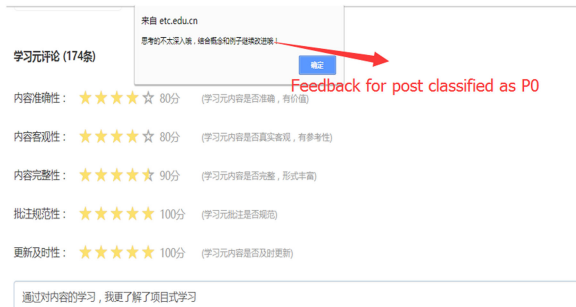 来自 etc.edu.cn
思考的不太深入哦，结合概念和例子继续改进哦！
确定
Feedback for post classified as P0
学习元评论 (174条)
内容准确性： 80分 (学习元内容是否准确，有价值)
内容客观性： 80分 (学习元内容是否真实客观，有参考性)
内容完整性： 90分 (学习元内容是否完整，形式丰富)
批注规范性： 100分 (学习元批注是否规范)
更新及时性： 100分 (学习元内容是否及时更新)
通过对内容的学习，我更了解了项目式学习